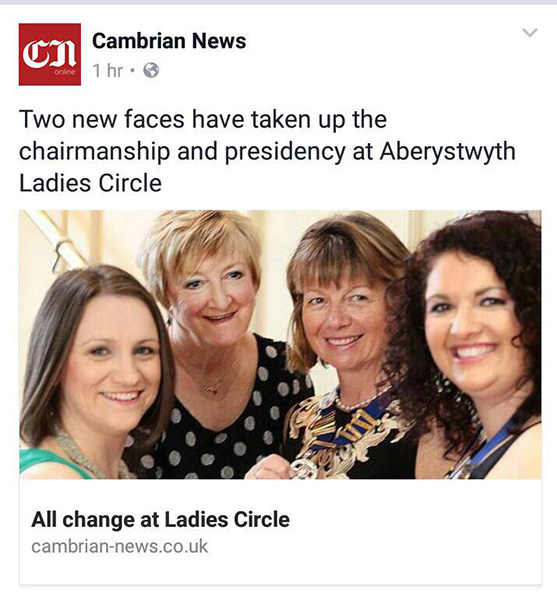 CN
online
Cambrian News
1 hr •
Two new faces have taken up the
chairmanship and presidency at Aberystwyth
Ladies Circle
All change at Ladies Circle
cambrian-news.co.uk